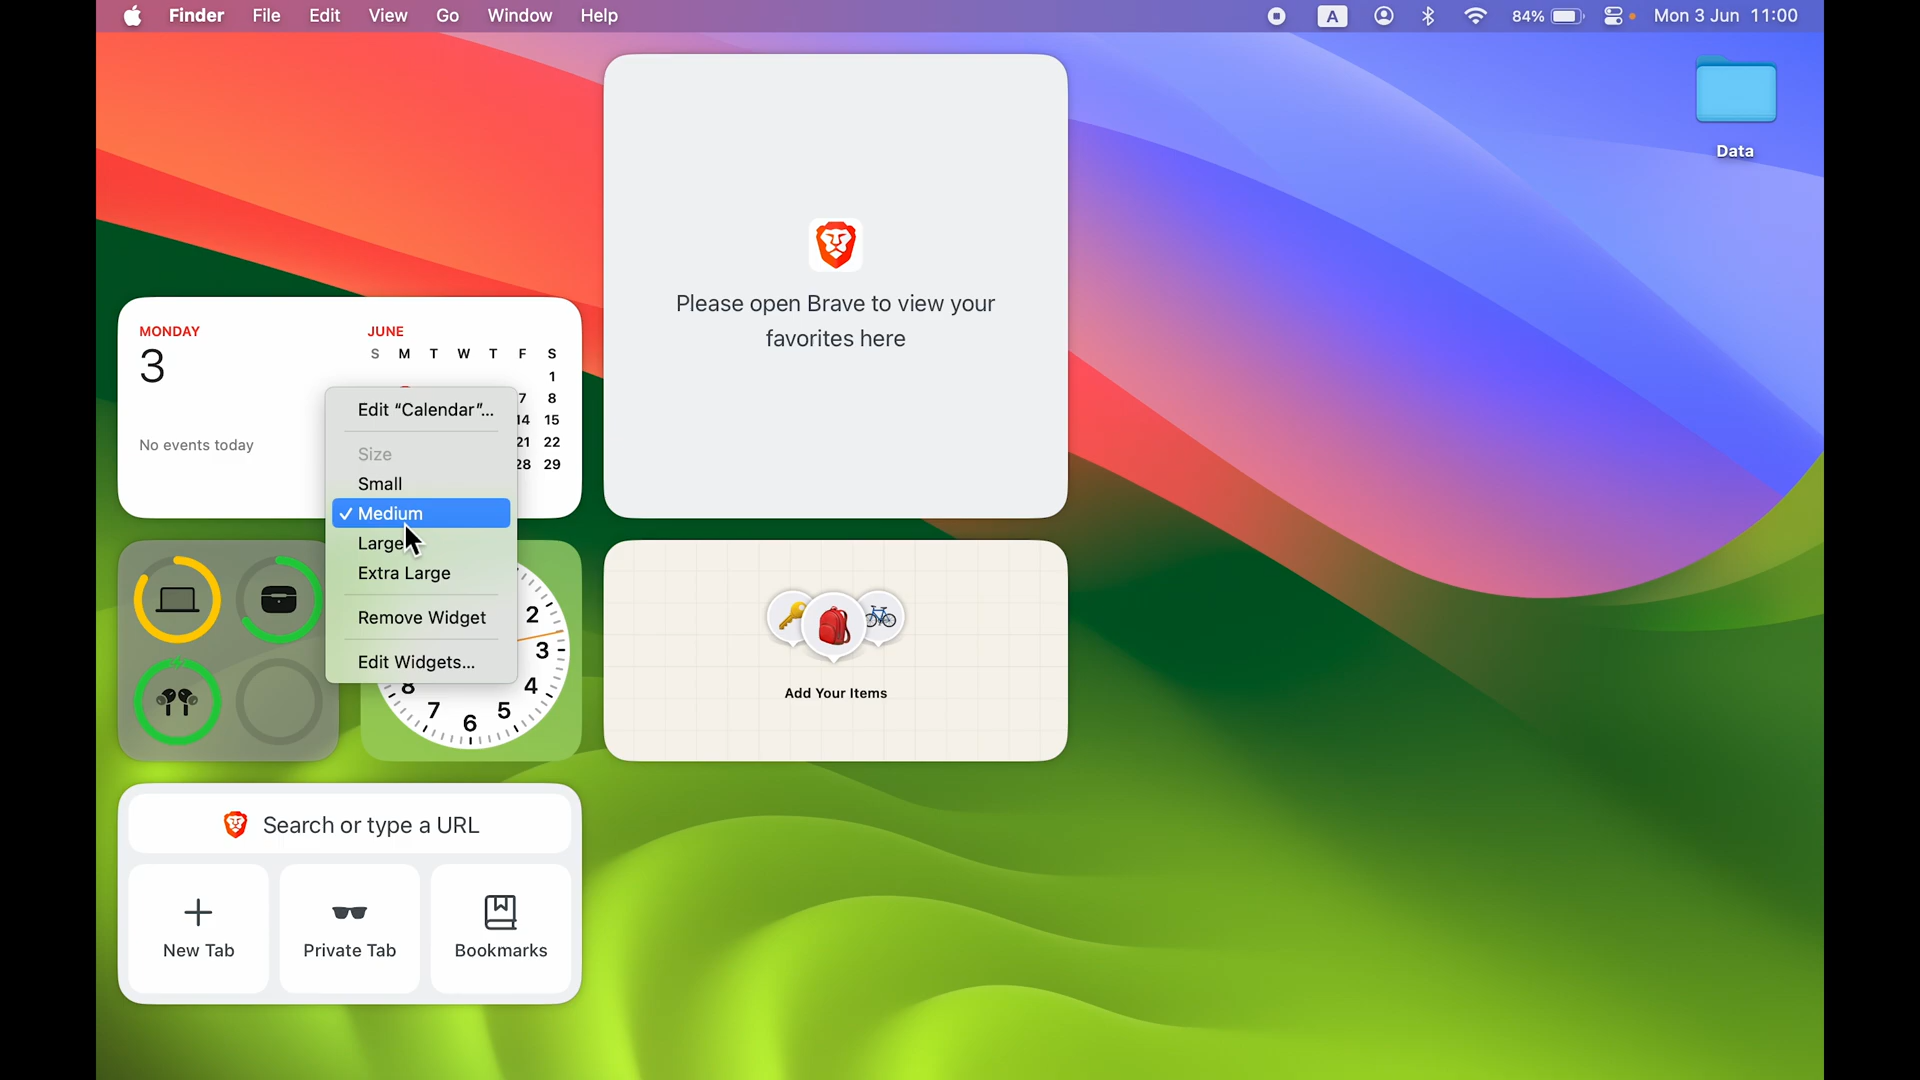 Finder File Edit View Go Window Help A 84% Mon 3 Jun 11:00
Data
Please open Brave to view your
favorites here
MONDAY
3
No events today
JUNE
S M T W T F S
1
7 8
14 15
21 22
28 29
Edit “Calendar”...
Size
Small
✓ Medium
Large
Extra Large
Remove Widget
Edit Widgets...
2
3
4
5
6
7
8
Add Your Items
Search or type a URL
New Tab
Private Tab
Bookmarks